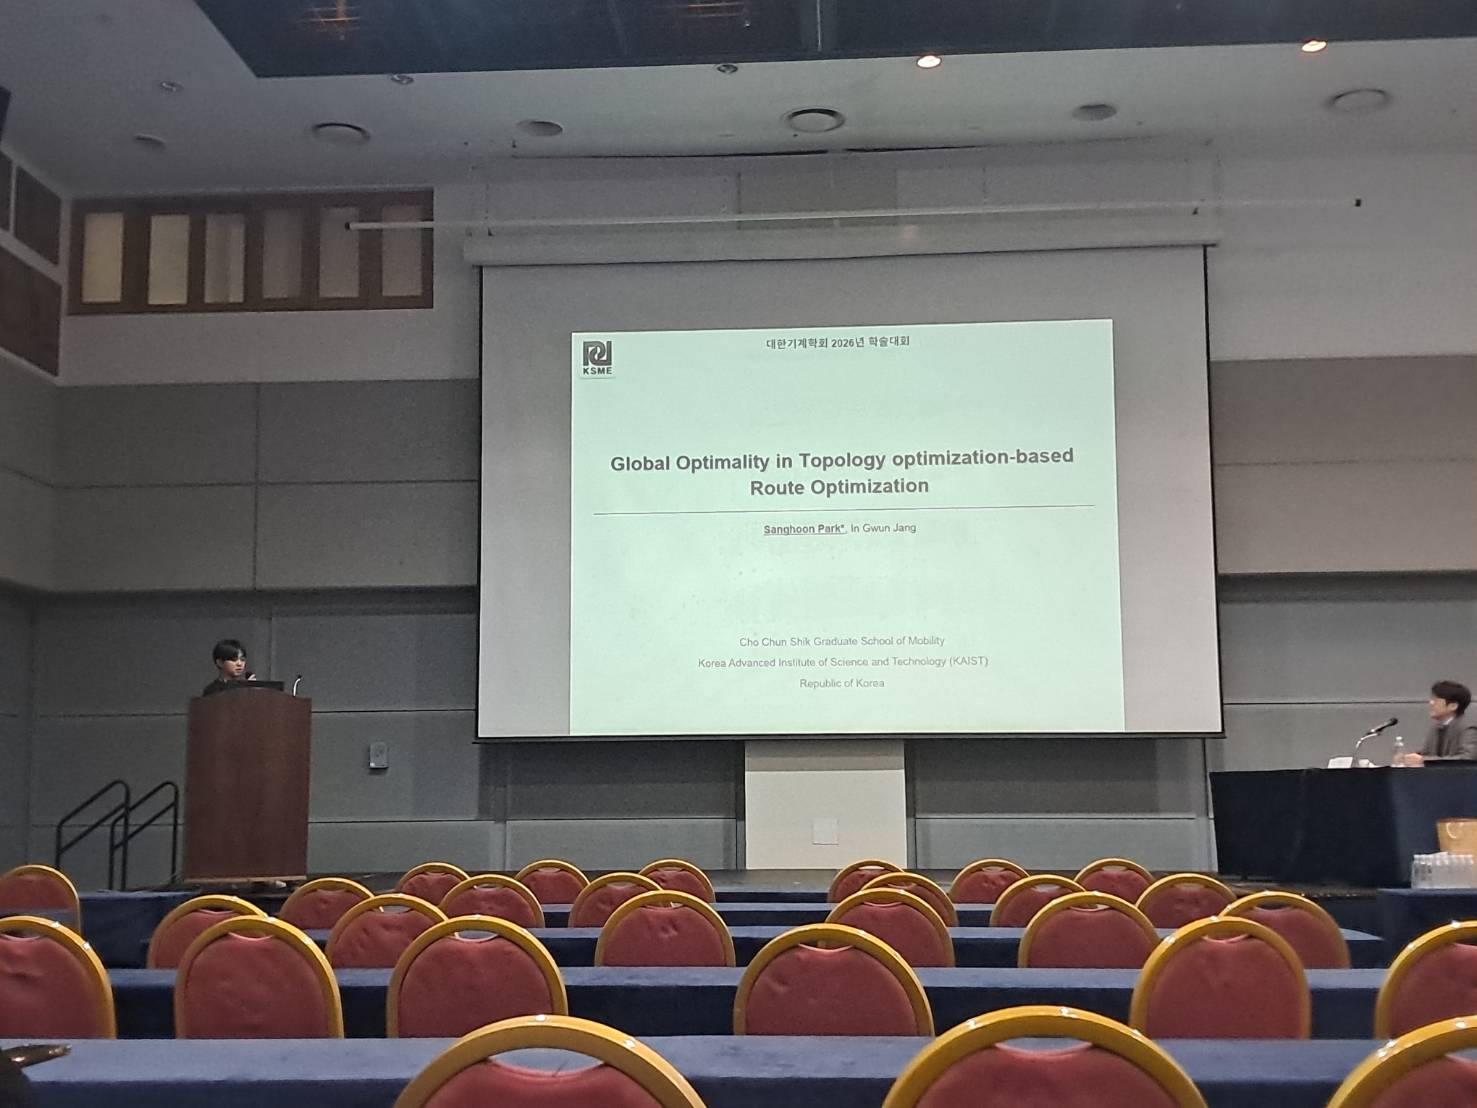 대한기계학회 2026년 학술대회
KSME
Global Optimality in Topology optimization-based
Route Optimization
Sanghoon Park*, In Gwun Jang
Cho Chun Shik Graduate School of Mobility
Korea Advanced Institute of Science and Technology (KAIST)
Republic of Korea